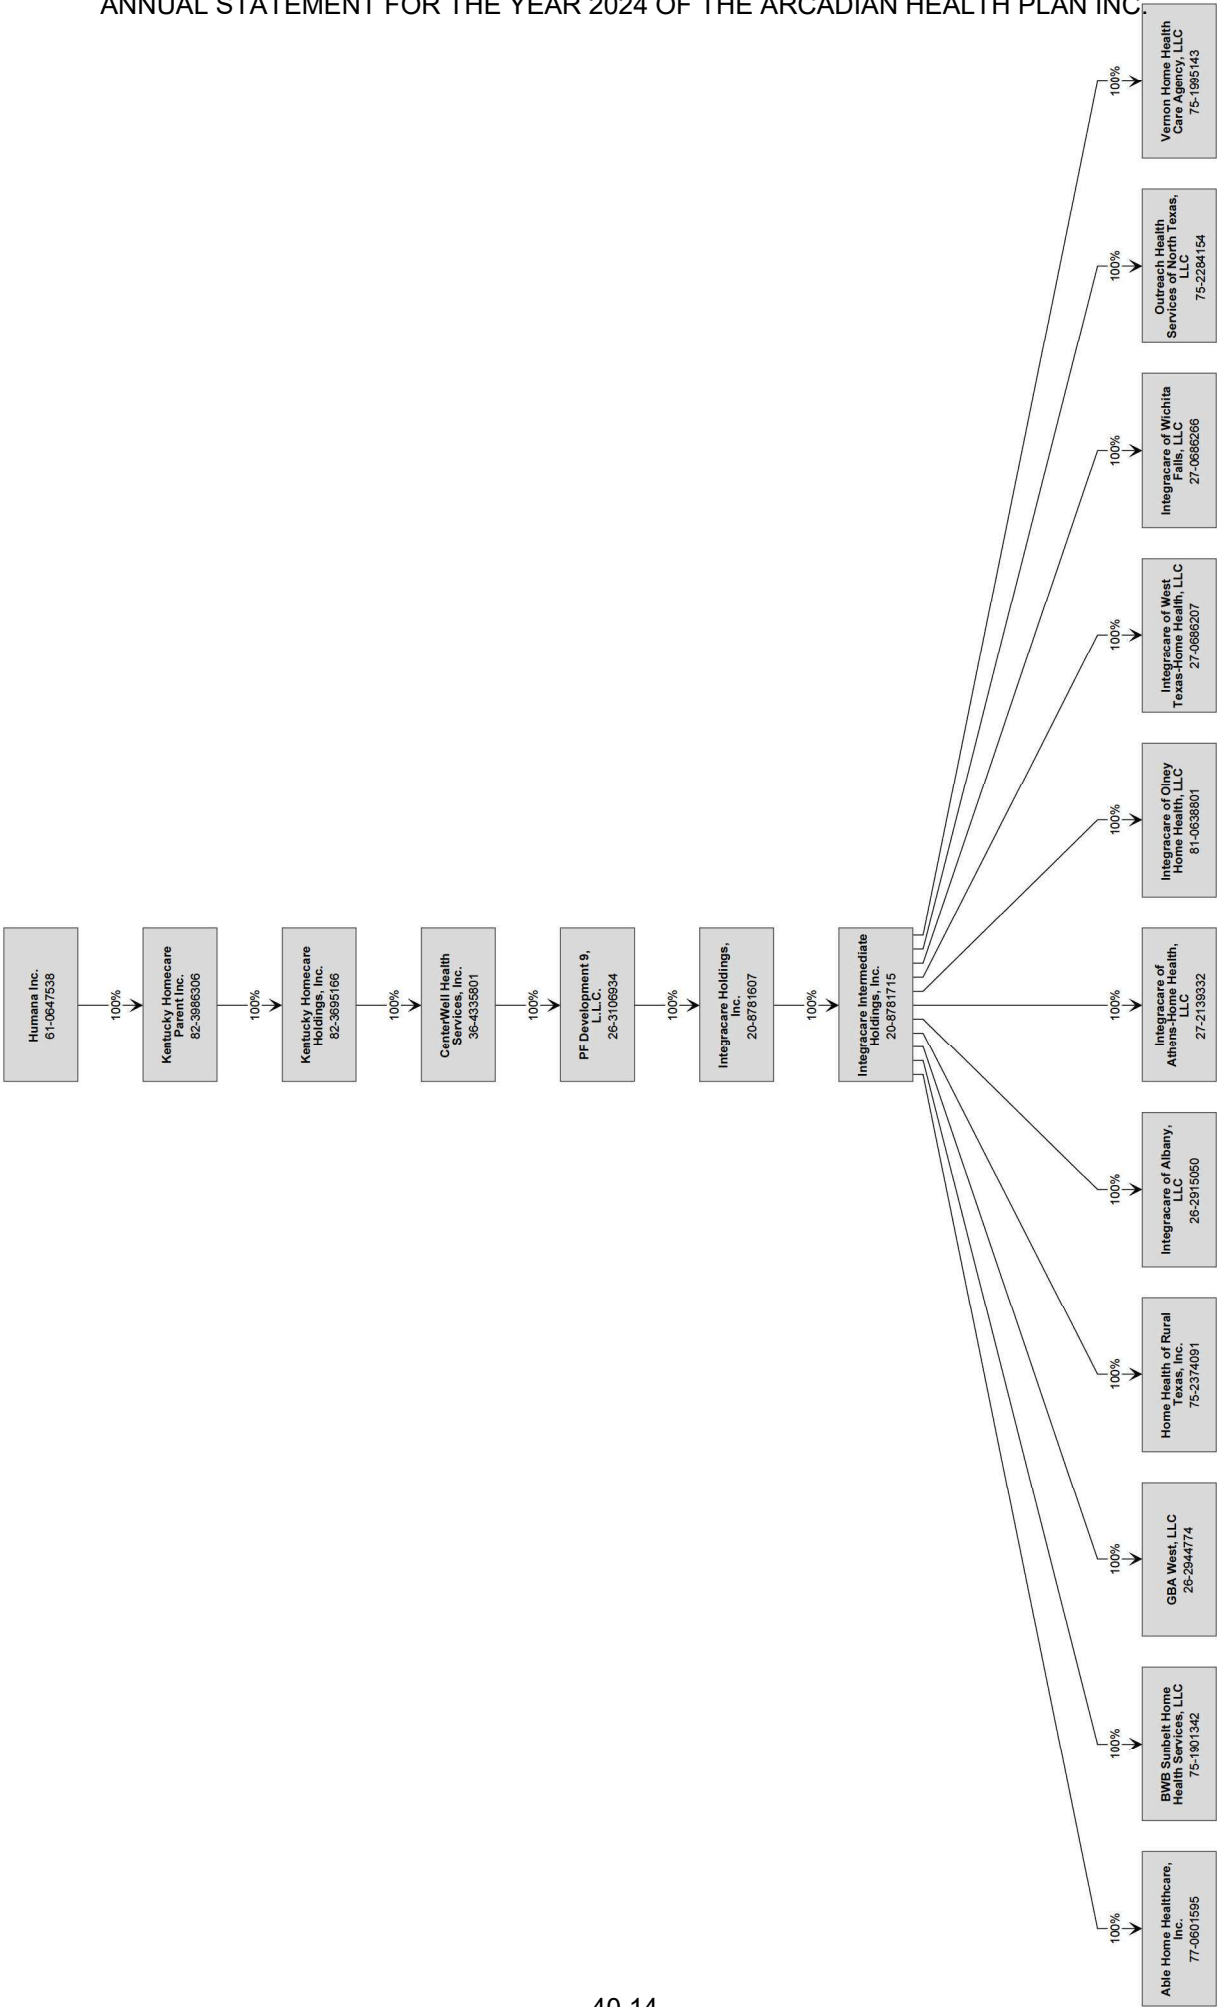 ANNUAL STATEMENT FOR THE YEAR 2024 OF THE ARCADIAN HEALTH PLAN INC.
Humana Inc.
61-0647538
100%
Kentucky Homecare
Parent Inc.
82-3986306
100%
Kentucky Homecare
Holdings, Inc.
82-3695166
100%
CenterWell Health
Services, Inc.
36-4335801
100%
PF Development 9,
L.L.C.
26-3106934
100%
Integracare Holdings,
Inc.
20-8781607
100%
Integracare Intermediate
Holdings, Inc.
20-8781715
100%
Able Home Healthcare,
Inc.
77-0601595
100%
BWB Sunbelt Home
Health Services, LLC
75-1901342
100%
GBA West, LLC
26-2944774
100%
Home Health of Rural
Texas, Inc.
75-2374091
100%
Integracare of Albany,
LLC
26-2915050
100%
Integracare of
Athens-Home Health,
LLC
27-2139332
100%
Integracare of Olney
Home Health, LLC
81-0638801
100%
Integracare of West
Texas-Home Health, LLC
27-0686207
100%
Integracare of Wichita
Falls, LLC
27-0686266
100%
Outreach Health
Services of North Texas,
LLC
75-2284154
100%
Vernon Home Health
Care Agency, LLC
75-1995143
40.14